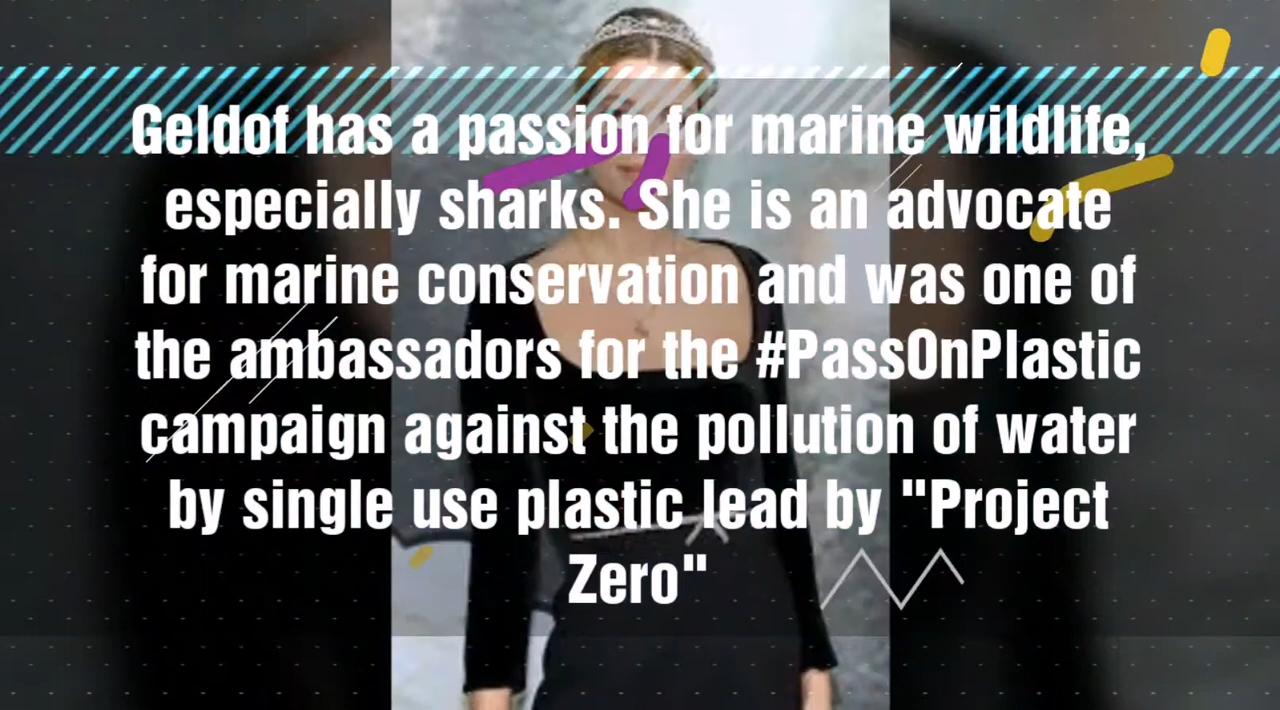 Geldof has a passion for marine wildlife,
especially sharks. She is an advocate
for marine conservation and was one of
the ambassadors for the #PassOnPlastic
campaign against the pollution of water
by single use plastic lead by "Project
Zero"